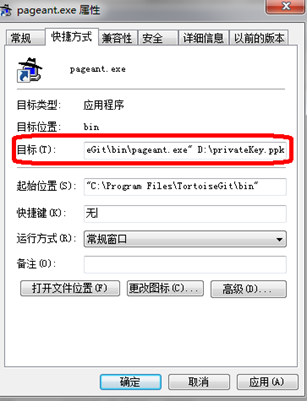 pageant.exe 属性
常规 快捷方式 兼容性 安全 详细信息 以前的版本
pageant.exe
目标类型: 应用程序
目标位置: bin
目标(T): eGit\bin\pageant.exe" D:\privateKey.ppk
起始位置(S): "C:\Program Files\TortoiseGit\bin"
快捷键(K): 无
运行方式(R): 常规窗口
备注(O):
打开文件位置(F) 更改图标(C)... 高级(D)...
确定 取消 应用(A)